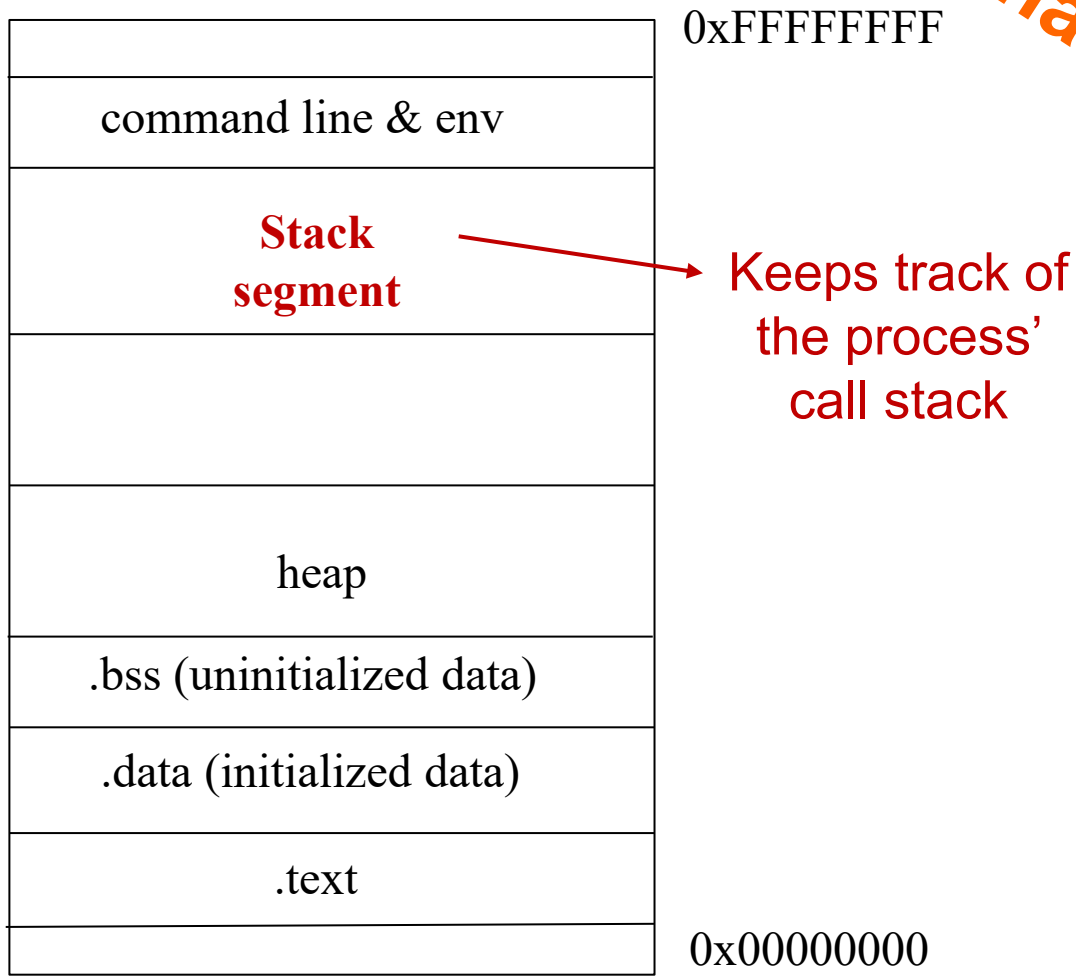 0xFFFFFFFF
command line & env
Stack
segment
Keeps track of
the process’
call stack
heap
.bss (uninitialized data)
.data (initialized data)
.text
0x00000000